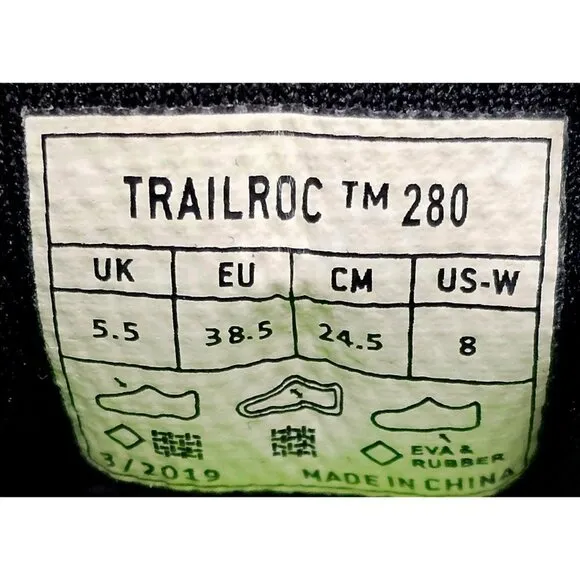 TRAILROC ™ 280
UK EU CM US-W
5.5 38.5 24.5 8
EVA &
RUBBER
3/2019 MADE IN CHINA